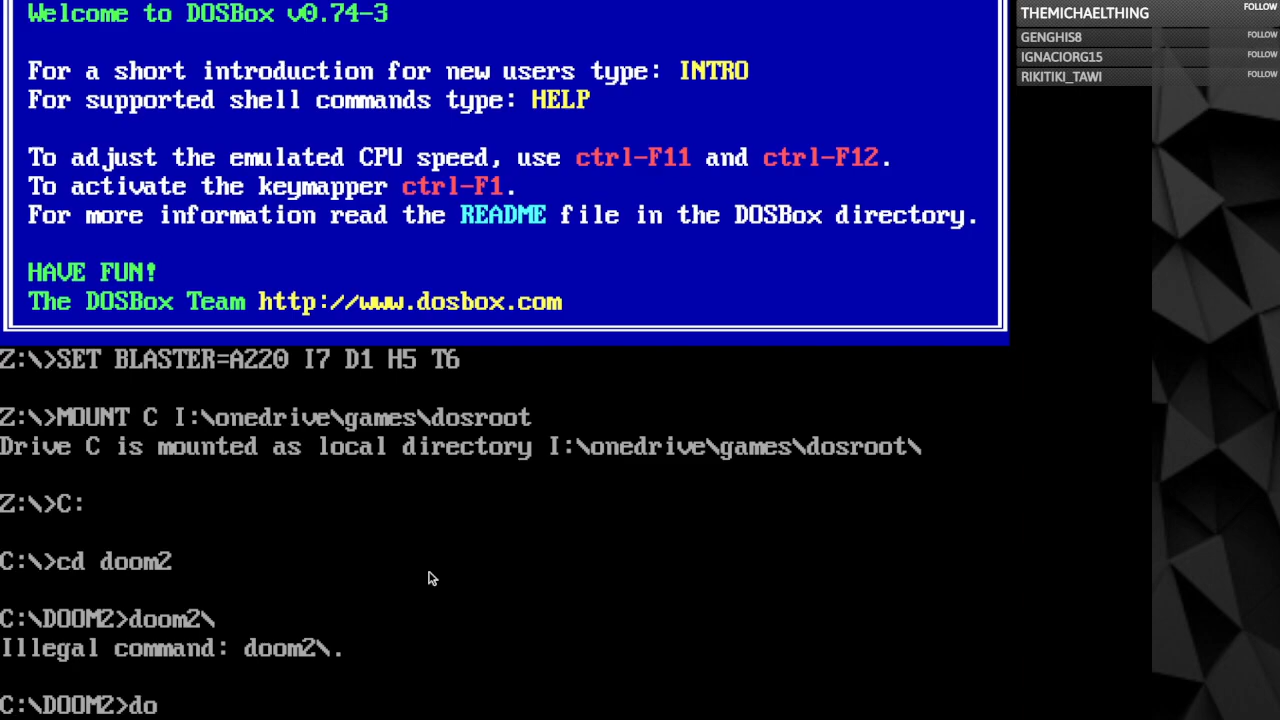 Welcome to DOSBox v0.74-3
For a short introduction for new users type: INTRO
For supported shell commands type: HELP
To adjust the emulated CPU speed, use ctrl-F11 and ctrl-F12.
To activate the keymapper ctrl-F1.
For more information read the README file in the DOSBox directory.
HAVE FUN!
The DOSBox Team http://www.dosbox.com
Z:\>SET BLASTER=A220 I7 D1 H5 T6
Z:\>MOUNT C I:\onedrive\games\dosroot
Drive C is mounted as local directory I:\onedrive\games\dosroot\
Z:\>C:
C:\>cd doom2
C:\DOOM2>doom2\
Illegal command: doom2\.
C:\DOOM2>do
THEMICHAELTHING FOLLOW
GENGHIS8 FOLLOW
IGNACIORG15 FOLLOW
RIKITIKI_TAWI FOLLOW